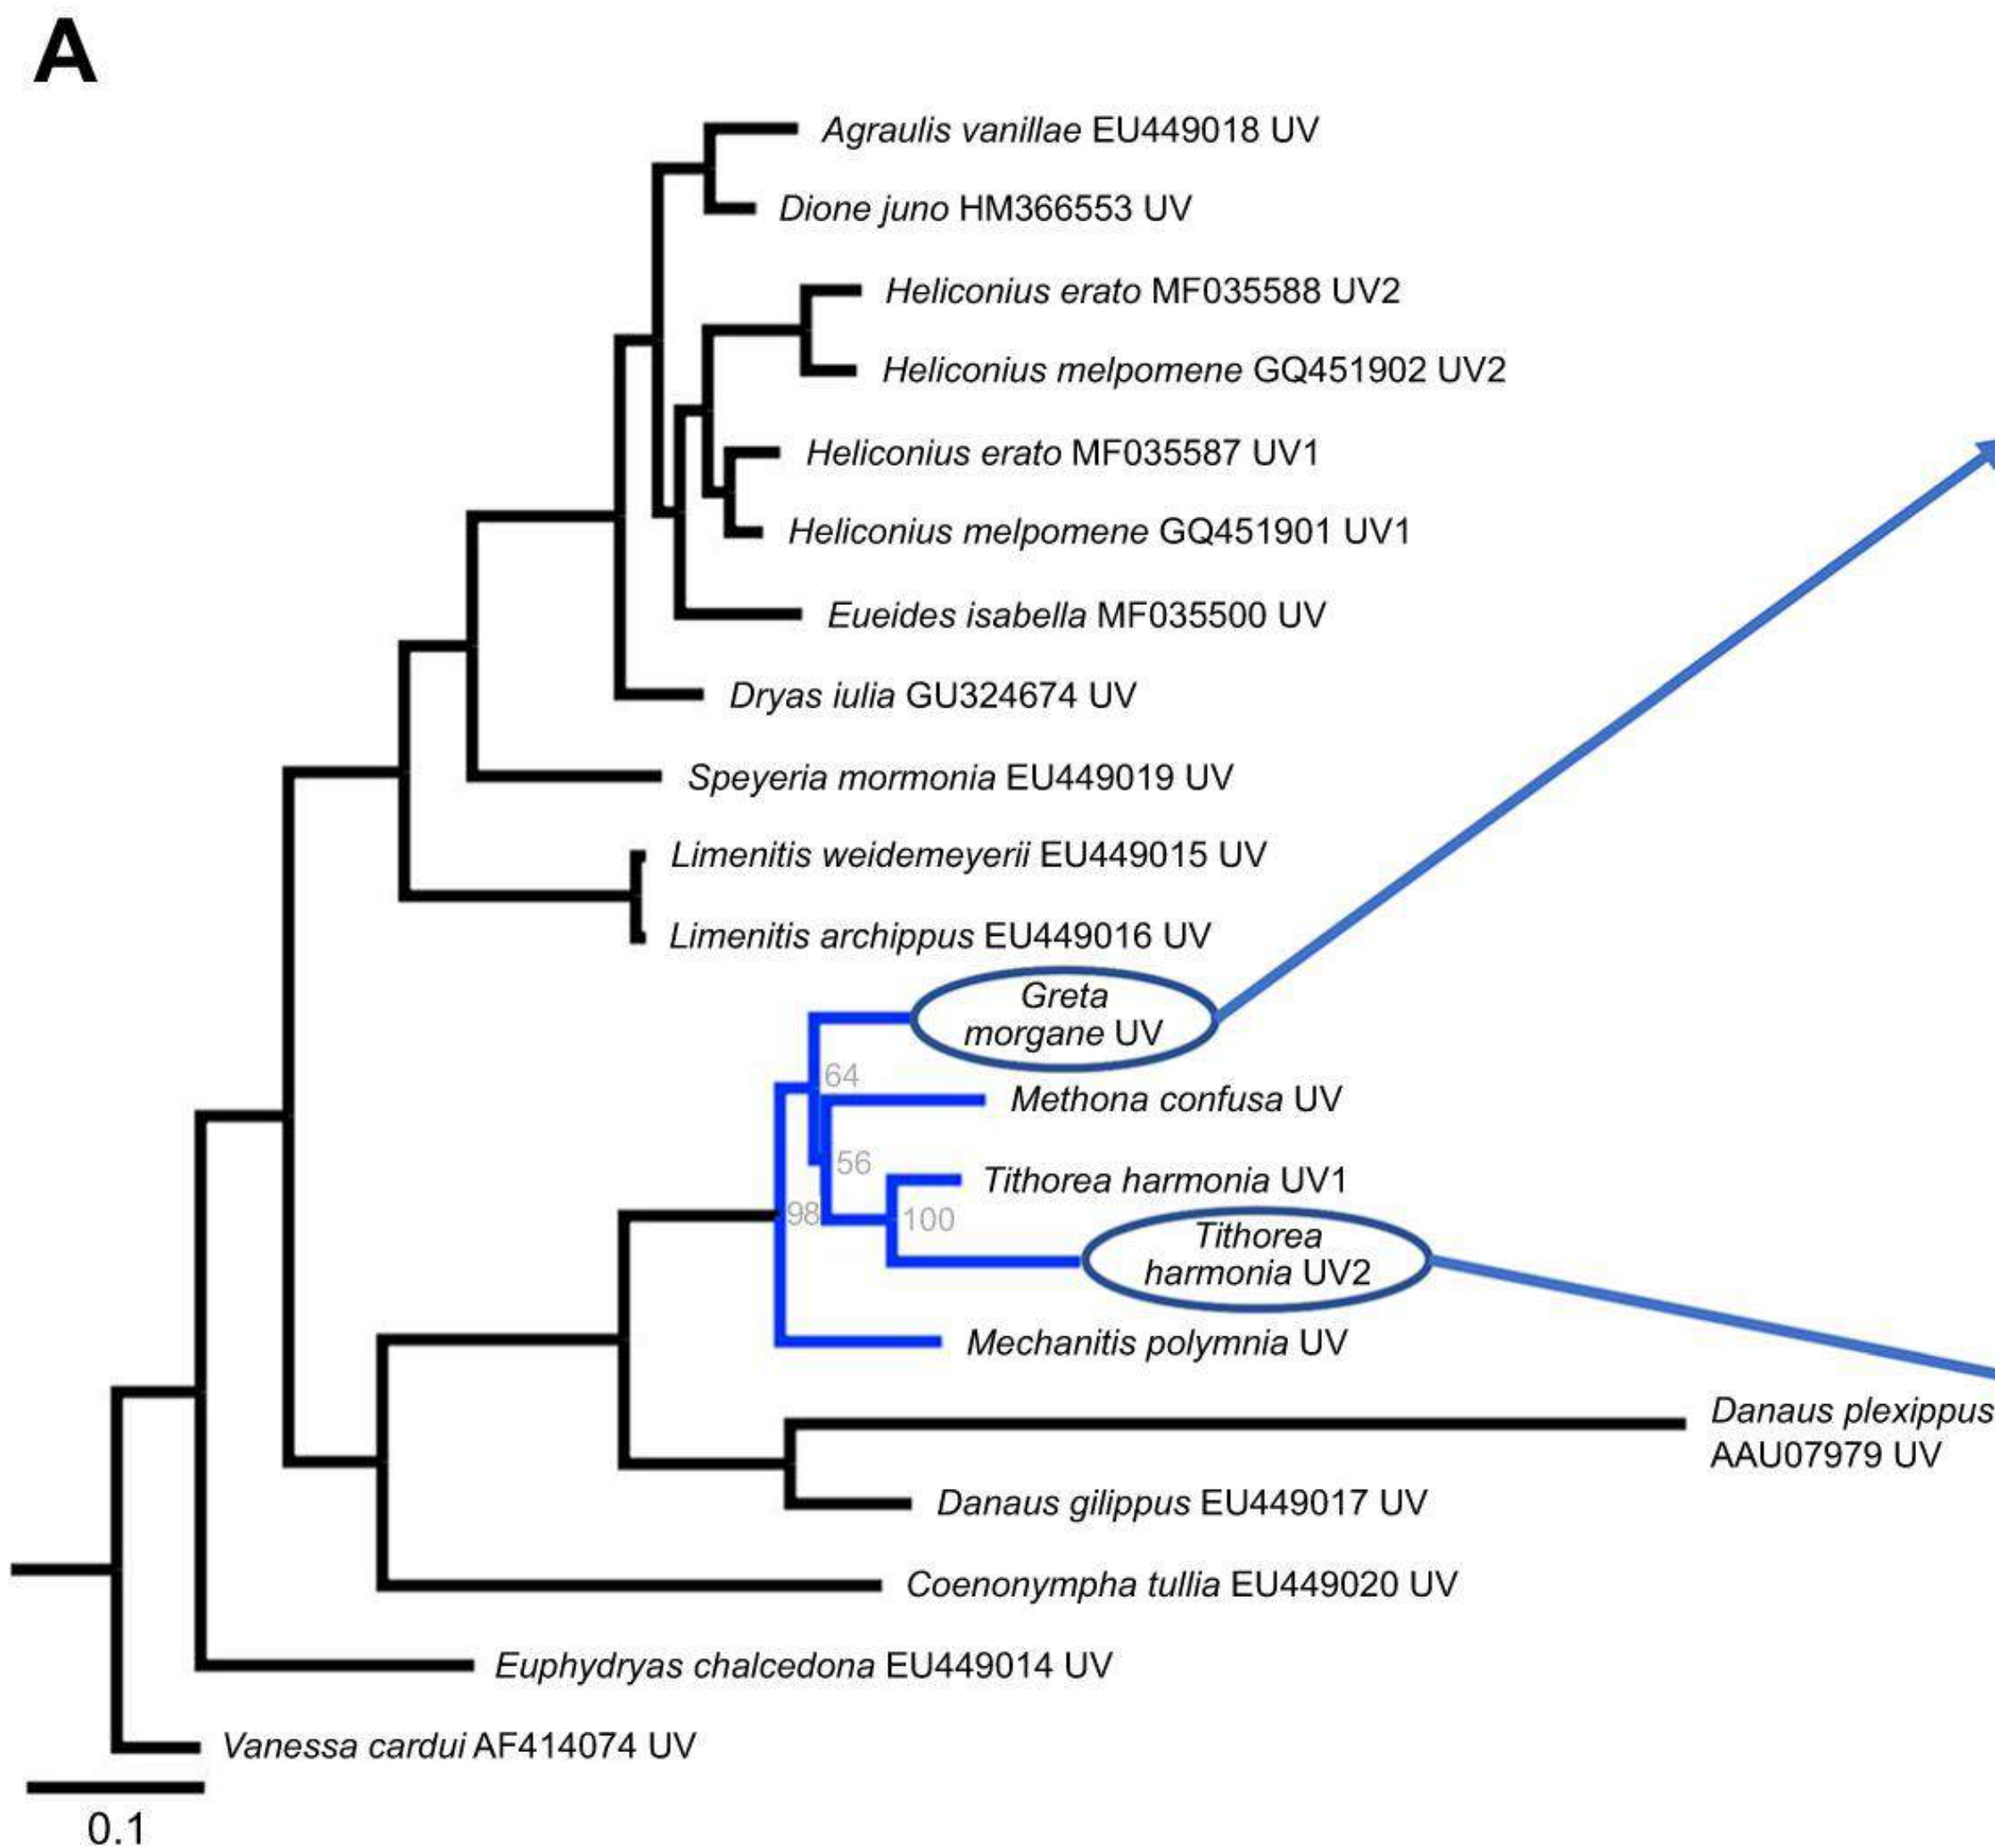 A
Agraulis vanillae EU449018 UV
Dione juno HM366553 UV
Heliconius erato MF035588 UV2
Heliconius melpomene GQ451902 UV2
Heliconius erato MF035587 UV1
Heliconius melpomene GQ451901 UV1
Eueides isabella MF035500 UV
Dryas iulia GU324674 UV
Speyeria mormonia EU449019 UV
Limenitis weidemeyerii EU449015 UV
Limenitis archippus EU449016 UV
Greta
morgane UV
64
Methona confusa UV
56
Tithorea harmonia UV1
98
100
Tithorea
harmonia UV2
Mechanitis polymnia UV
Danaus plexippus
AAU07979 UV
Danaus gilippus EU449017 UV
Coenonympha tullia EU449020 UV
Euphydryas chalcedona EU449014 UV
Vanessa cardui AF414074 UV
0.1